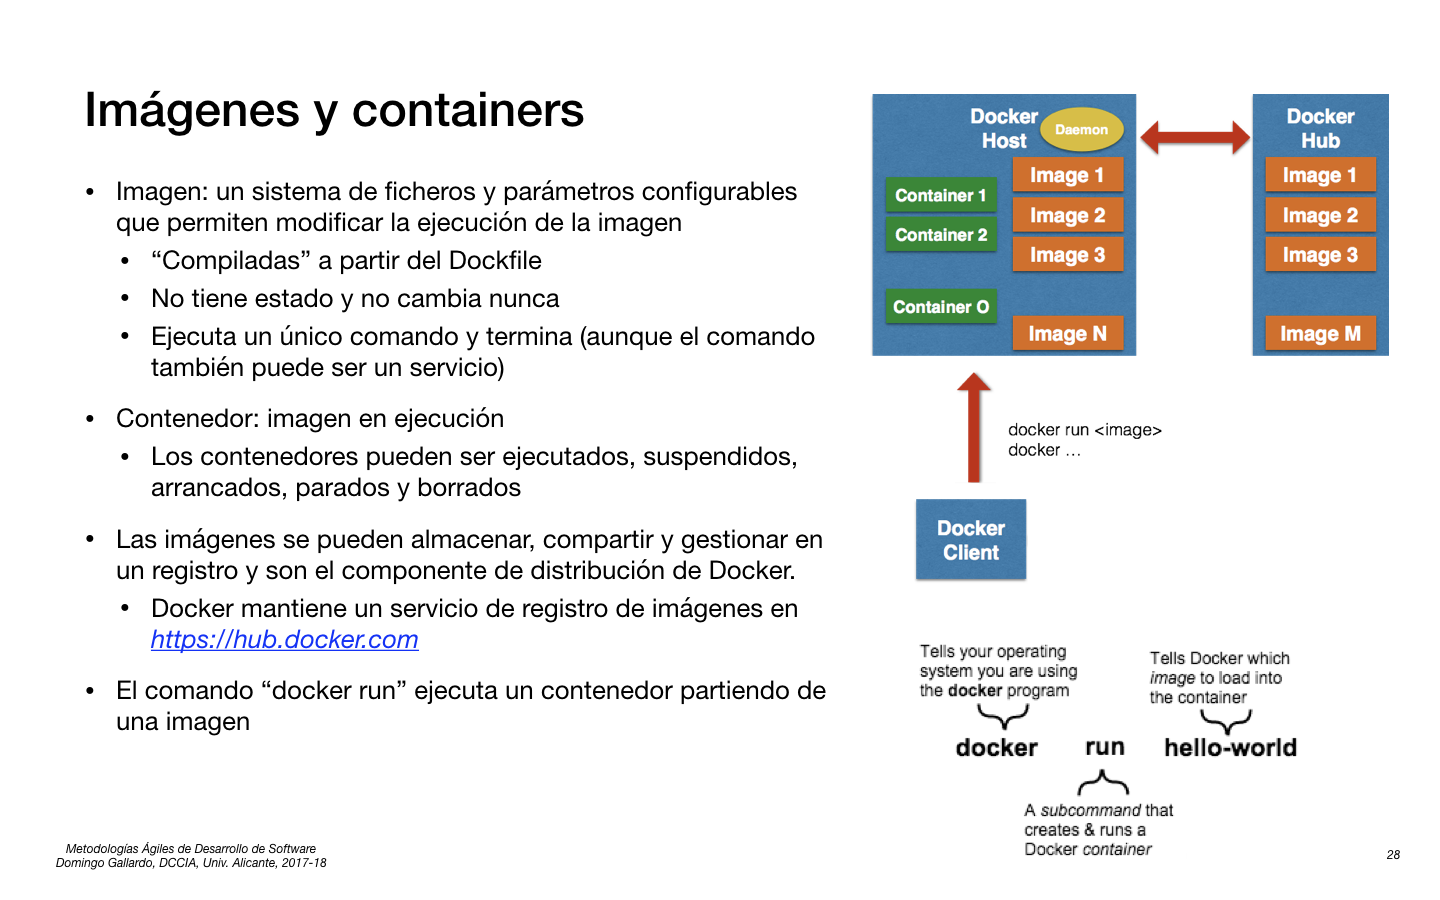 Imágenes y containers
• Imagen: un sistema de ficheros y parámetros configurables
que permiten modificar la ejecución de la imagen
• “Compiladas” a partir del Dockfile
• No tiene estado y no cambia nunca
• Ejecuta un único comando y termina (aunque el comando
también puede ser un servicio)
• Contenedor: imagen en ejecución
• Los contenedores pueden ser ejecutados, suspendidos,
arrancados, parados y borrados
• Las imágenes se pueden almacenar, compartir y gestionar en
un registro y son el componente de distribución de Docker.
• Docker mantiene un servicio de registro de imágenes en
https://hub.docker.com
• El comando “docker run” ejecuta un contenedor partiendo de
una imagen
Docker
Host
Daemon
Container 1
Container 2
Container O
Image 1
Image 2
Image 3
Image N
Docker
Hub
Image 1
Image 2
Image 3
Image M
docker run <image>
docker …
Docker
Client
Tells your operating
system you are using
the docker program
Tells Docker which
image to load into
the container
docker run hello-world
A subcommand that
creates & runs a
Docker container
Metodologías Ágiles de Desarrollo de Software
Domingo Gallardo, DCCIA, Univ. Alicante, 2017-18
28